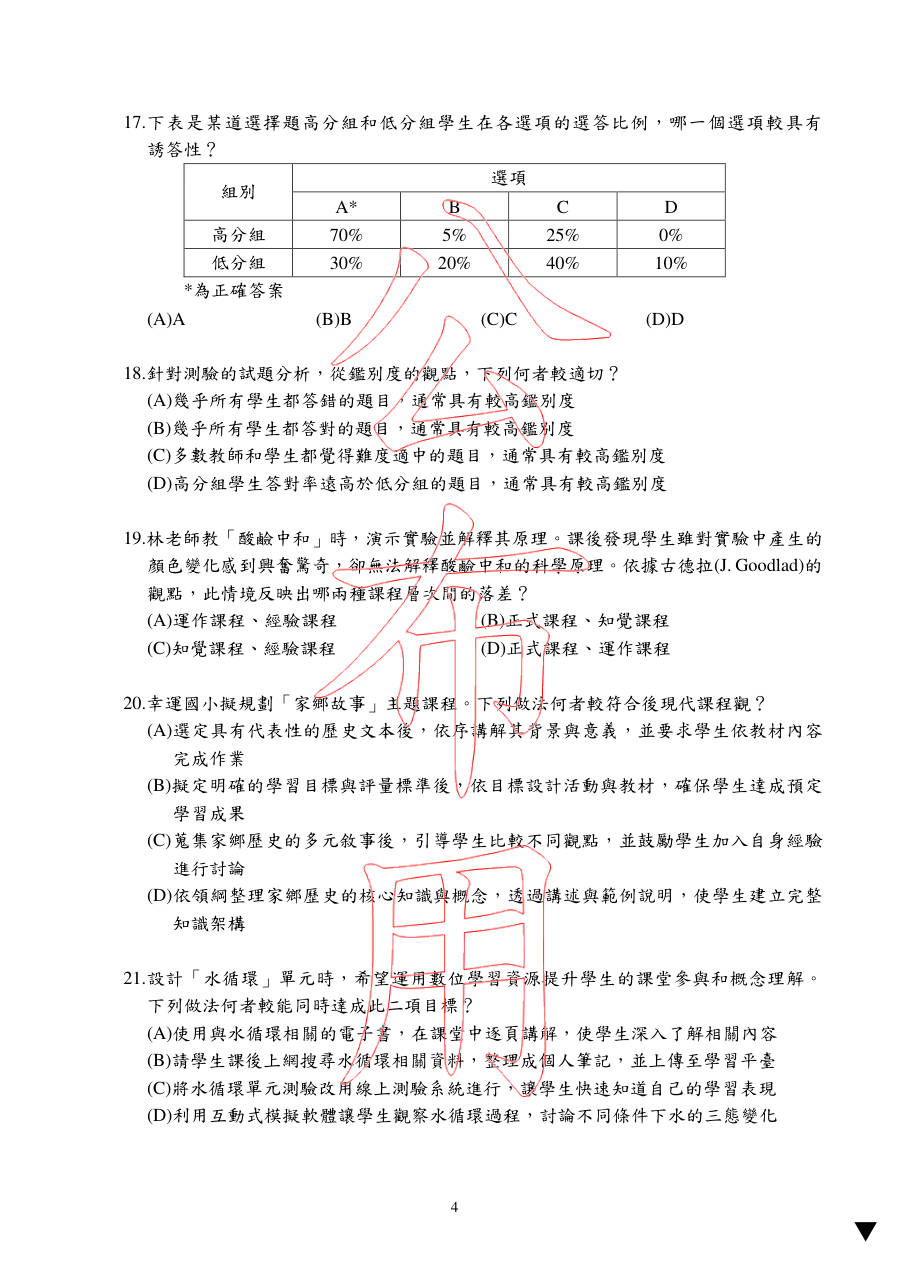 17.下表是某道選擇題高分組和低分組學生在各選項的選答比例，哪一個選項較具有
誘答性？
組別 選項
A* B C D
高分組 70% 5% 25% 0%
低分組 30% 20% 40% 10%
*為正確答案
(A)A (B)B (C)C (D)D
18.針對測驗的試題分析，從鑑別度的觀點，下列何者較適切？
(A)幾乎所有學生都答錯的題目，通常具有較高鑑別度
(B)幾乎所有學生都答對的題目，通常具有較高鑑別度
(C)多數教師和學生都覺得難度適中的題目，通常具有較高鑑別度
(D)高分組學生答對率遠高於低分組的題目，通常具有較高鑑別度
19.林老師教「酸鹼中和」時，演示實驗並解釋其原理。課後發現學生雖對實驗中產生的
顏色變化感到興奮驚奇，卻無法解釋酸鹼中和的科學原理。依據古德拉(J. Goodlad)的
觀點，此情境反映出哪兩種課程層次間的落差？
(A)運作課程、經驗課程 (B)正式課程、知覺課程
(C)知覺課程、經驗課程 (D)正式課程、運作課程
20.幸運國小擬規劃「家鄉故事」主題課程。下列做法何者較符合後現代課程觀？
(A)選定具有代表性的歷史文本後，依序講解其背景與意義，並要求學生依教材內容
完成作業
(B)擬定明確的學習目標與評量標準後，依目標設計活動與教材，確保學生達成預定
學習成果
(C)蒐集家鄉歷史的多元敘事後，引導學生比較不同觀點，並鼓勵學生加入自身經驗
進行討論
(D)依領綱整理家鄉歷史的核心知識與概念，透過講述與範例說明，使學生建立完整
知識架構
21.設計「水循環」單元時，希望運用數位學習資源提升學生的課堂參與和概念理解。
下列做法何者較能同時達成此二項目標？
(A)使用與水循環相關的電子書，在課堂中逐頁講解，使學生深入了解相關內容
(B)請學生課後上網搜尋水循環相關資料，整理成個人筆記，並上傳至學習平臺
(C)將水循環單元測驗改用線上測驗系統進行，讓學生快速知道自己的學習表現
(D)利用互動式模擬軟體讓學生觀察水循環過程，討論不同條件下水的三態變化
公布用
4